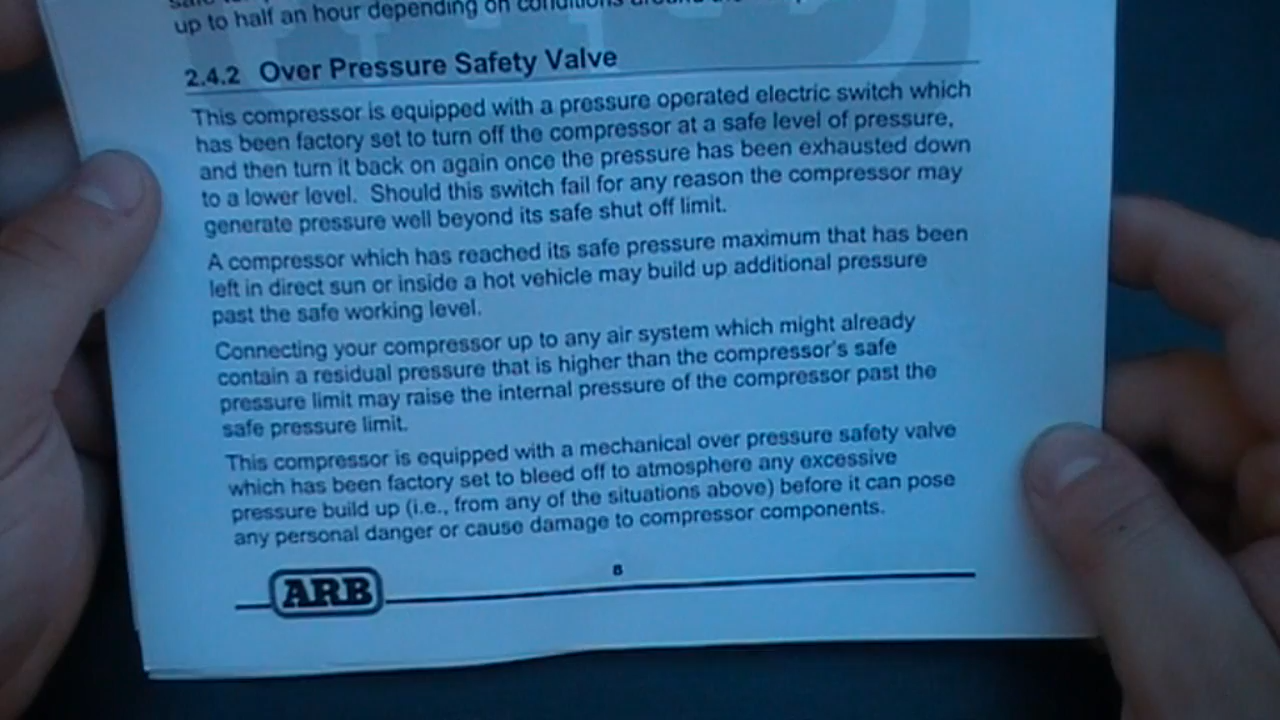 up to half an hour depending on conditions
2.4.2 Over Pressure Safety Valve
This compressor is equipped with a pressure operated electric switch which
has been factory set to turn off the compressor at a safe level of pressure,
and then turn it back on again once the pressure has been exhausted down
to a lower level. Should this switch fail for any reason the compressor may
generate pressure well beyond its safe shut off limit.
A compressor which has reached its safe pressure maximum that has been
left in direct sun or inside a hot vehicle may build up additional pressure
past the safe working level.
Connecting your compressor up to any air system which might already
contain a residual pressure that is higher than the compressor's safe
pressure limit may raise the internal pressure of the compressor past the
safe pressure limit.
This compressor is equipped with a mechanical over pressure safety valve
which has been factory set to bleed off to atmosphere any excessive
pressure build up (i.e., from any of the situations above) before it can pose
any personal danger or cause damage to compressor components.
8
ARB